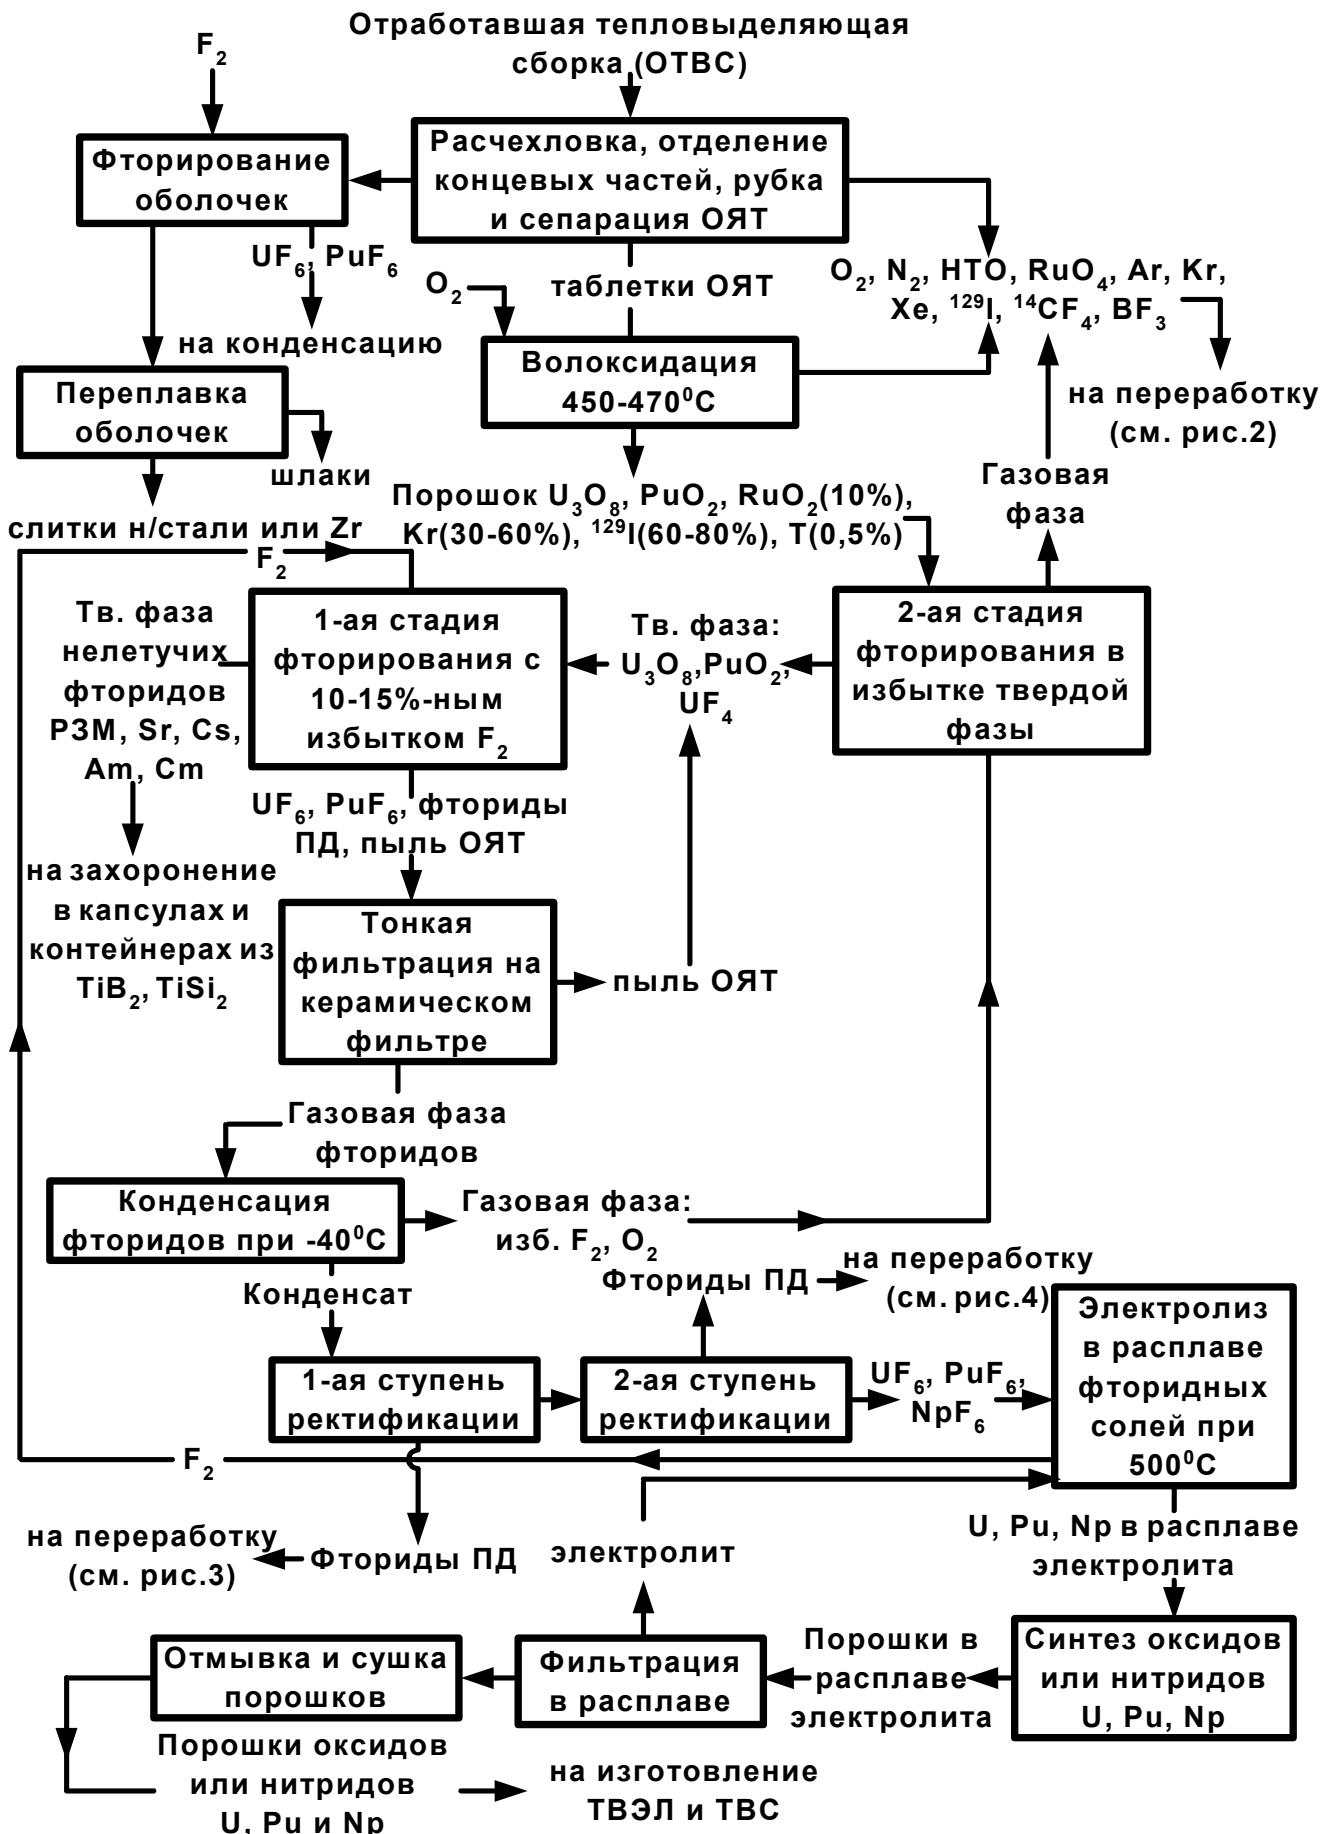 Отработавшая тепловыделяющая
сборка (ОТВС)
F₂
Фторирование
оболочек
Расчехловка, отделение
концевых частей, рубка
и сепарация ОЯТ
UF₆, PuF₆
на конденсацию
O₂
таблетки ОЯТ
O₂, N₂, HTO, RuO₄, Ar, Kr,
Xe, ¹²⁹I, ¹⁴CF₄, BF₃
Волоксидация
450-470⁰С
на переработку
(см. рис.2)
Переплавка
оболочек
шлаки
слитки н/стали или Zr
Порошок U₃O₈, PuO₂, RuO₂(10%),
Kr(30-60%), ¹²⁹I(60-80%), T(0,5%)
Газовая
фаза
F₂
Тв. фаза
нелетучих
фторидов
РЗМ, Sr, Cs,
Am, Cm
1-ая стадия
фторирования с
10-15%-ным
избытком F₂
Тв. фаза:
U₃O₈,PuO₂,
UF₄
2-ая стадия
фторирования в
избытке твердой
фазы
UF₆, PuF₆, фториды
ПД, пыль ОЯТ
на захоронение
в капсулах и
контейнерах из
TiB₂, TiSi₂
Тонкая
фильтрация на
керамическом
фильтре
пыль ОЯТ
Газовая фаза
фторидов
Конденсация
фторидов при -40⁰С
Газовая фаза:
изб. F₂, O₂
Конденсат
Фториды ПД
на переработку
(см. рис.4)
1-ая ступень
ректификации
2-ая ступень
ректификации
UF₆, PuF₆,
NpF₆
Электролиз
в расплаве
фторидных
солей при
500⁰С
F₂
на переработку
(см. рис.3)
Фториды ПД
электролит
U, Pu, Np в расплаве
электролита
Отмывка и сушка
порошков
Фильтрация
в расплаве
Порошки в
расплаве
электролита
Синтез оксидов
или нитридов
U, Pu, Np
Порошки оксидов
или нитридов
U, Pu и Np
на изготовление
ТВЭЛ и ТВС